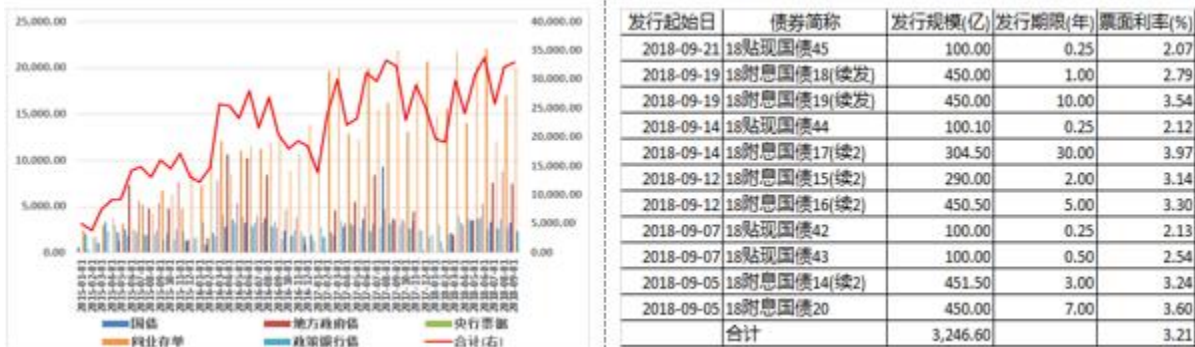 25,000.00
20,000.00
15,000.00
10,000.00
5,000.00
0.00
40,000.00
35,000.00
30,000.00
25,000.00
20,000.00
15,000.00
10,000.00
5,000.00
0.00
国债 地方政府债 央行票据
同业存单 政策银行债 合计(右)
发行起始日 债券简称 发行规模(亿) 发行期限(年) 票面利率(%)
2018-09-21 18贴现国债45 100.00 0.25 2.07
2018-09-19 18附息国债18(续发) 450.00 1.00 2.79
2018-09-19 18附息国债19(续发) 450.00 10.00 3.54
2018-09-14 18贴现国债44 100.10 0.25 2.12
2018-09-14 18附息国债17(续2) 304.50 30.00 3.97
2018-09-12 18附息国债15(续2) 290.00 2.00 3.14
2018-09-12 18附息国债16(续2) 450.50 5.00 3.30
2018-09-07 18贴现国债42 100.00 0.25 2.13
2018-09-07 18贴现国债43 100.00 0.50 2.54
2018-09-05 18附息国债14(续2) 451.50 3.00 3.24
2018-09-05 18附息国债20 450.00 7.00 3.60
合计 3,246.60 3.21